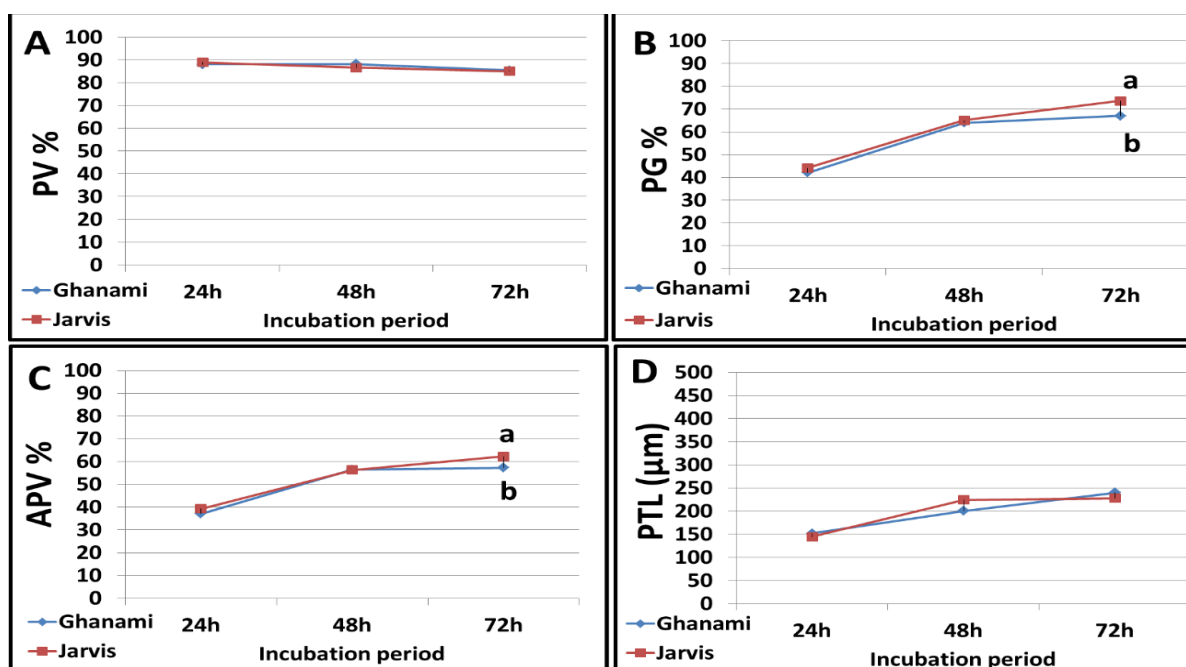 A
PV %
100
90
80
70
60
50
40
30
20
10
0
24h 48h 72h
Ghanami
Jarvis
Incubation period
B
PG %
100
90
80
70
60
50
40
30
20
10
0
a
b
24h 48h 72h
Ghanami
Jarvis
Incubation period
C
APV %
100
90
80
70
60
50
40
30
20
10
0
a
b
24h 48h 72h
Ghanami
Jarvis
Incubation period
D
PTL (µm)
500
450
400
350
300
250
200
150
100
50
0
24h 48h 72h
Ghanami
Jarvis
Incubation period